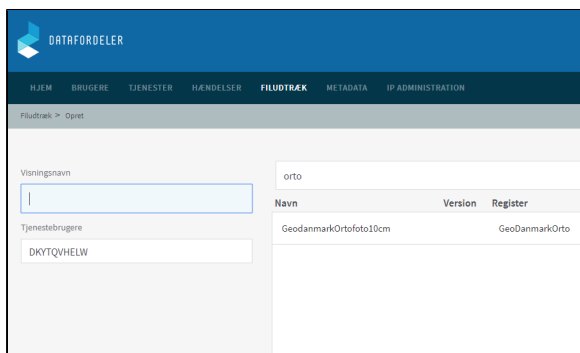 DATAFORDELER
HJEM BRUGERE TJENESTER HÆNDELSER FILUDTRÆK METADATA IP ADMINISTRATION
Filudtræk > Opret
Visningsnavn
orto
Navn Version Register
Tjenestebrugere
GeodanmarkOrtofoto10cm GeoDanmarkOrto
DKYTQVHELW